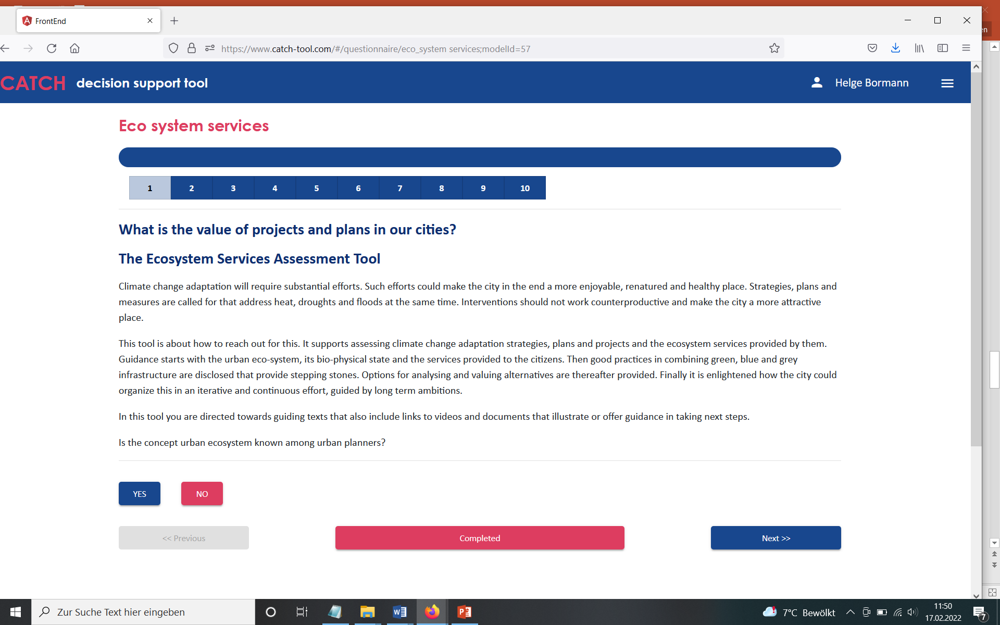 FrontEnd
en
https://www.catch-tool.com/#/questionnaire/eco_system services;modelId=57
CATCH decision support tool
Helge Bormann
Eco system services
1 2 3 4 5 6 7 8 9 10
What is the value of projects and plans in our cities?
The Ecosystem Services Assessment Tool
Climate change adaptation will require substantial efforts. Such efforts could make the city in the end a more enjoyable, renatured and healthy place. Strategies, plans and
measures are called for that address heat, droughts and floods at the same time. Interventions should not work counterproductive and make the city a more attractive
place.
This tool is about how to reach out for this. It supports assessing climate change adaptation strategies, plans and projects and the ecosystem services provided by them.
Guidance starts with the urban eco-system, its bio-physical state and the services provided to the citizens. Then good practices in combining green, blue and grey
infrastructure are disclosed that provide stepping stones. Options for analysing and valuing alternatives are thereafter provided. Finally it is enlightened how the city could
organize this in an iterative and continuous effort, guided by long term ambitions.
In this tool you are directed towards guiding texts that also include links to videos and documents that illustrate or offer guidance in taking next steps.
Is the concept urban ecosystem known among urban planners?
YES NO
<< Previous Completed Next >>
Zur Suche Text hier eingeben
7°C Bewölkt
11:50
17.02.2022
7